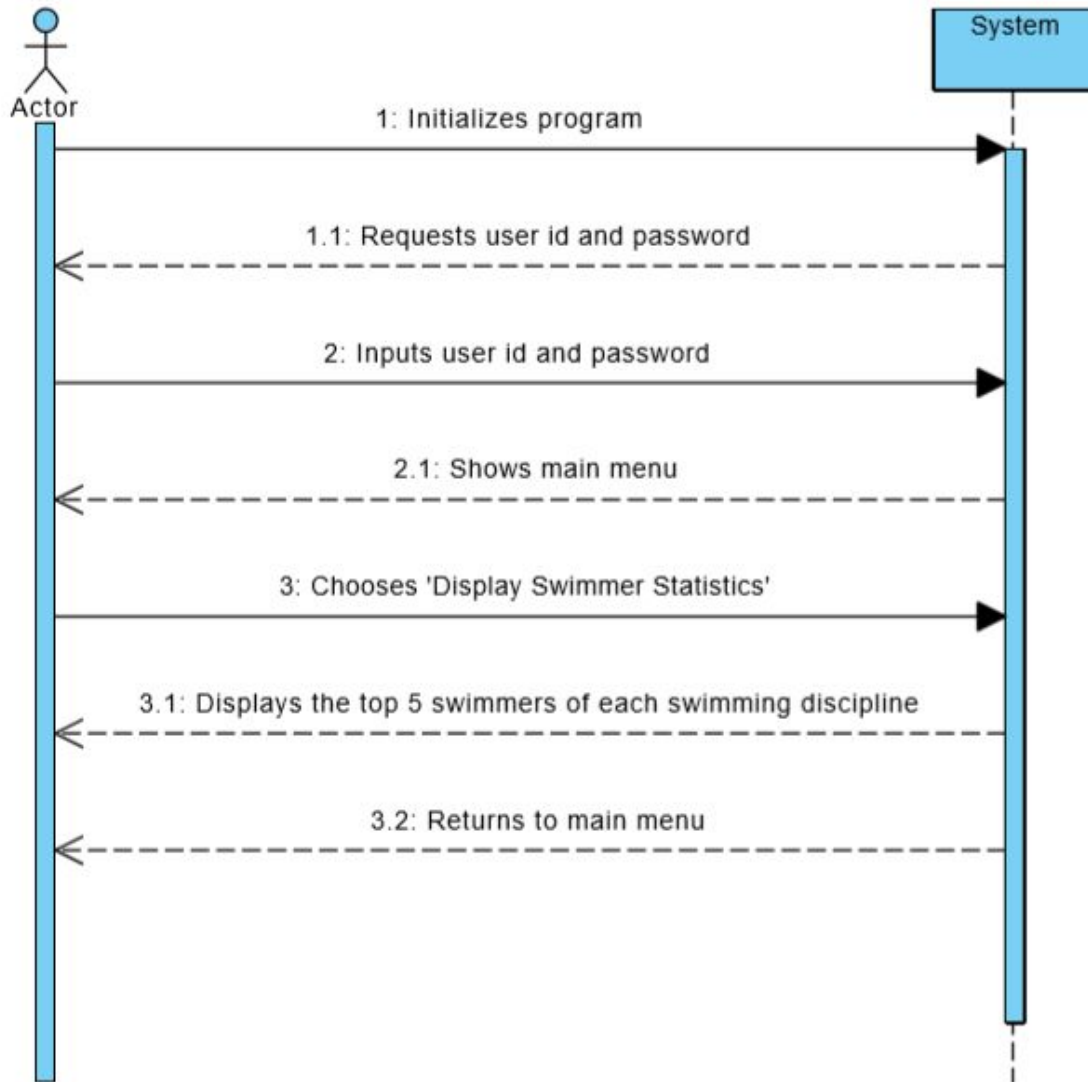 System
Actor
1: Initializes program
1.1: Requests user id and password
2: Inputs user id and password
2.1: Shows main menu
3: Chooses 'Display Swimmer Statistics'
3.1: Displays the top 5 swimmers of each swimming discipline
3.2: Returns to main menu